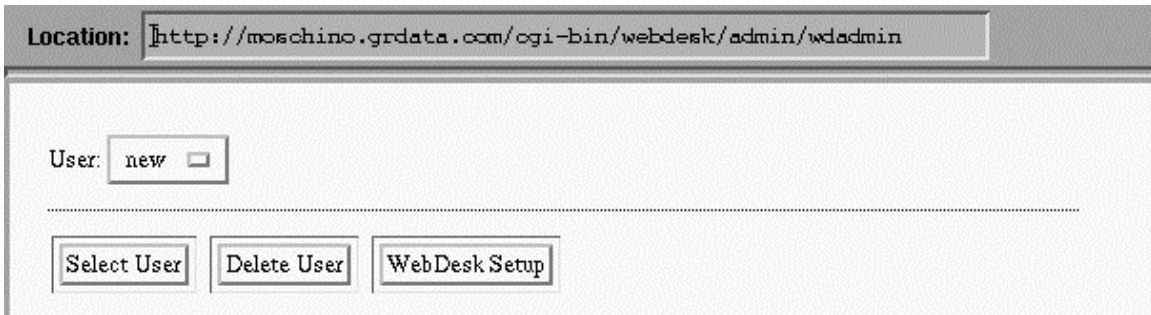 Location: http://moschino.grdata.com/cgi-bin/webdesk/admin/wdadmin
User: new
Select User Delete User WebDesk Setup